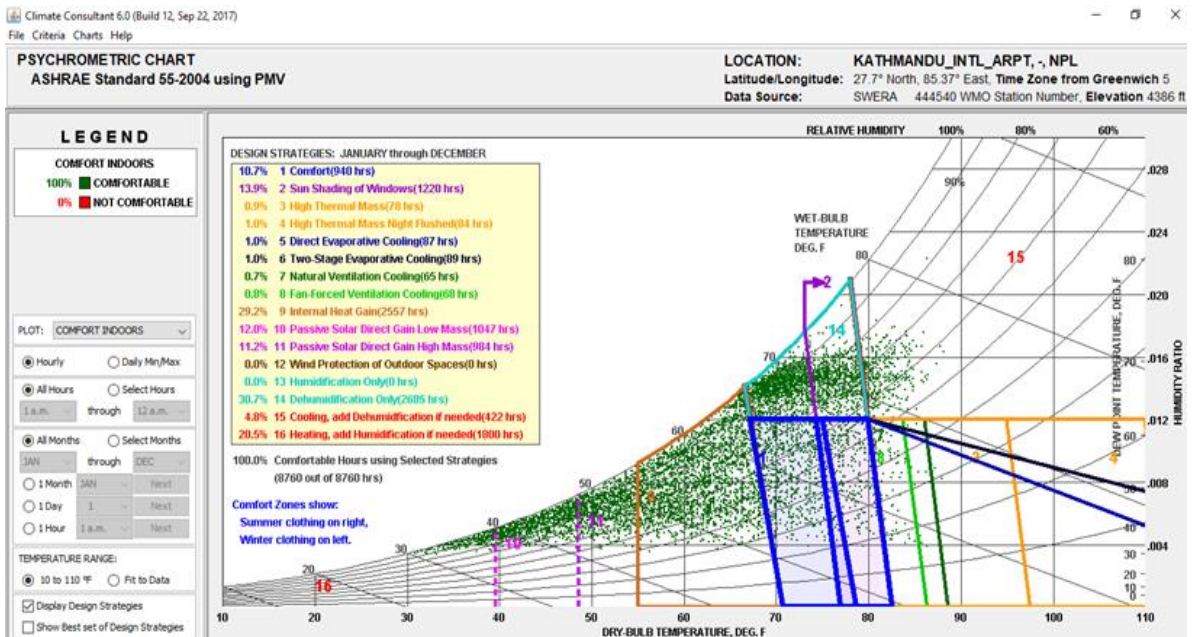 Climate Consultant 6.0 (Build 12, Sep 22, 2017)
File Criteria Charts Help
PSYCHROMETRIC CHART
ASHRAE Standard 55-2004 using PMV
LOCATION: KATHMANDU_INTL_ARPT, -, NPL
Latitude/Longitude: 27.7° North, 85.37° East, Time Zone from Greenwich 5
Data Source: SWERA 444540 WMO Station Number, Elevation 4386 ft
LEGEND
COMFORT INDOORS
100% COMFORTABLE
0% NOT COMFORTABLE
PLOT: COMFORT INDOORS
Hourly Daily Min/Max
All Hours Select Hours
1 a.m. through 12 a.m.
All Months Select Months
JAN through DEC
1 Month JAN Next
1 Day 1 Next
1 Hour 1 a.m. Next
TEMPERATURE RANGE:
10 to 110 °F Fit to Data
Display Design Strategies
Show Best set of Design Strategies
DESIGN STRATEGIES: JANUARY through DECEMBER
10.7% 1 Comfort(940 hrs)
13.9% 2 Sun Shading of Windows(1220 hrs)
0.9% 3 High Thermal Mass(78 hrs)
1.0% 4 High Thermal Mass Night Flushed(84 hrs)
1.0% 5 Direct Evaporative Cooling(87 hrs)
1.0% 6 Two-Stage Evaporative Cooling(89 hrs)
0.7% 7 Natural Ventilation Cooling(65 hrs)
0.8% 8 Fan-Forced Ventilation Cooling(68 hrs)
29.2% 9 Internal Heat Gain(2557 hrs)
12.0% 10 Passive Solar Direct Gain Low Mass(1047 hrs)
11.2% 11 Passive Solar Direct Gain High Mass(984 hrs)
0.0% 12 Wind Protection of Outdoor Spaces(0 hrs)
0.0% 13 Humidification Only(0 hrs)
30.7% 14 Dehumidification Only(2685 hrs)
4.8% 15 Cooling, add Dehumidification if needed(422 hrs)
20.5% 16 Heating, add Humidification if needed(1800 hrs)
100.0% Comfortable Hours using Selected Strategies
(8760 out of 8760 hrs)
Comfort Zones show:
Summer clothing on right,
Winter clothing on left.
RELATIVE HUMIDITY 100% 80% 60%
90%
WET-BULB
TEMPERATURE
DEG. F
80
70
60
50
40
30
20
2
14
15
1
8
3
9
11
10
16
.028
.024
.020
.016
.012
.008
.004
HUMIDITY RATIO
DEW POINT TEMPERATURE, DEG. F
80
70
60
50
40
30
20
10
0
10 20 30 40 50 60 70 80 90 100 110
DRY-BULB TEMPERATURE, DEG. F